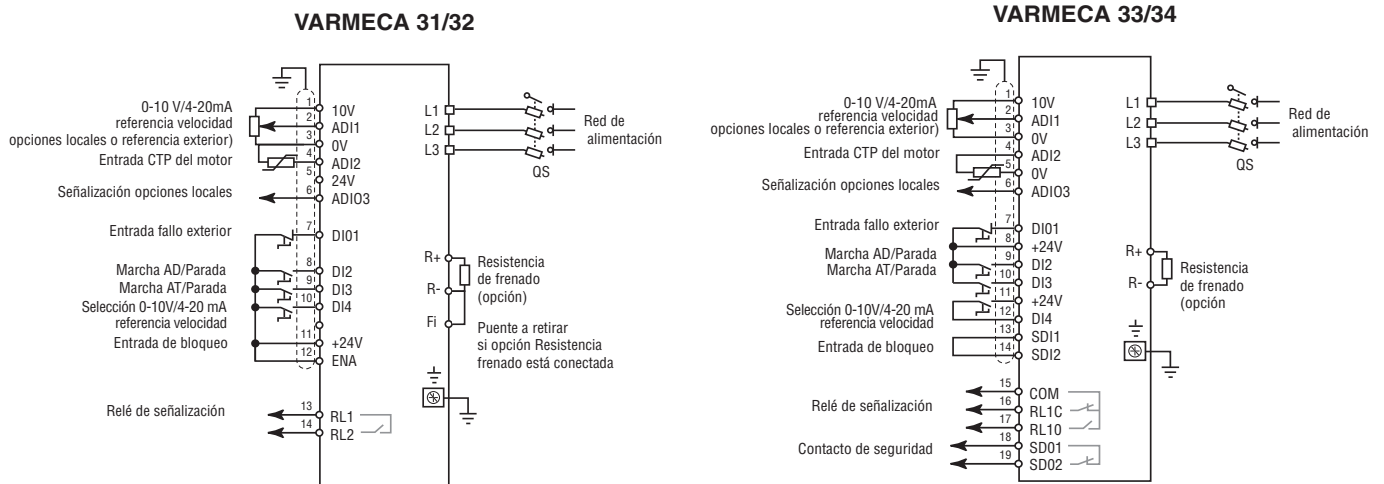 VARMECA 31/32
0-10 V/4-20mA
referencia velocidad
opciones locales o referencia exterior)
Entrada CTP del motor
Señalización opciones locales
Entrada fallo exterior
Marcha AD/Parada
Marcha AT/Parada
Selección 0-10V/4-20 mA
referencia velocidad
Entrada de bloqueo
Relé de señalización
1 10V
2 ADI1
3 0V
4 ADI2
5 24V
6 ADIO3
7 DI01
8 DI2
9 DI3
10 DI4
11 +24V
12 ENA
13 RL1
14 RL2
L1
L2
L3
QS
Red de
alimentación
R+
R-
Fi
Resistencia
de frenado
(opción)
Puente a retirar
si opción Resistencia
frenado está conectada
VARMECA 33/34
0-10 V/4-20mA
referencia velocidad
opciones locales o referencia exterior)
Entrada CTP del motor
Señalización opciones locales
Entrada fallo exterior
Marcha AD/Parada
Marcha AT/Parada
Selección 0-10V/4-20 mA
referencia velocidad
Entrada de bloqueo
Relé de señalización
Contacto de seguridad
1 10V
2 ADI1
3 0V
4 ADI2
5 0V
6 ADIO3
7 DI01
8 +24V
9 DI2
10 DI3
11 +24V
12 DI4
13 SDI1
14 SDI2
15 COM
16 RL1C
17 RL10
18 SD01
19 SD02
L1
L2
L3
QS
Red de
alimentación
R+
R-
Resistencia
de frenado
(opción